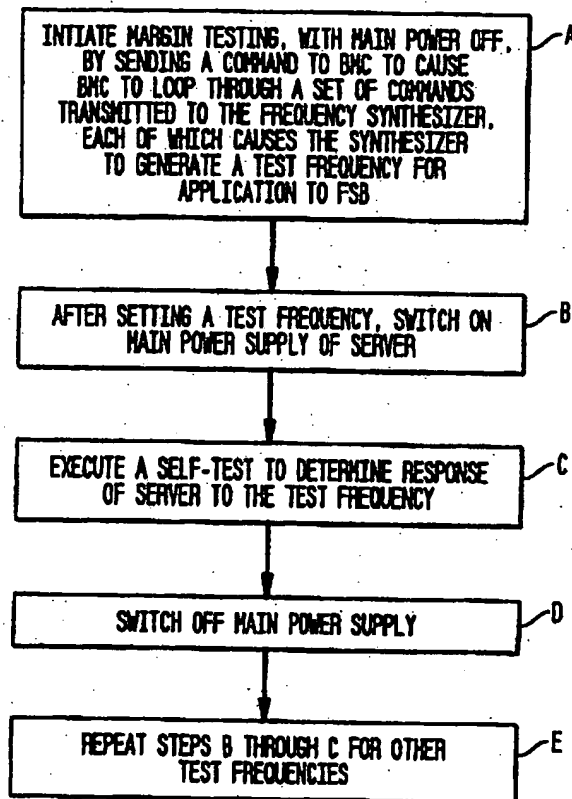 INTIATE MARGIN TESTING, WITH MAIN POWER OFF,
BY SENDING A COMMAND TO BMC TO CAUSE
BMC TO LOOP THROUGH A SET OF COMMANDS
TRANSMITTED TO THE FREQUENCY SYNTHESIZER,
EACH OF WHICH CAUSES THE SYNTHESIZER
TO GENERATE A TEST FREQUENCY FOR
APPLICATION TO FSB
A
AFTER SETTING A TEST FREQUENCY, SWITCH ON
MAIN POWER SUPPLY OF SERVER
B
EXECUTE A SELF-TEST TO DETERMINE RESPONSE
OF SERVER TO THE TEST FREQUENCY
C
SWITCH OFF MAIN POWER SUPPLY
D
REPEAT STEPS B THROUGH C FOR OTHER
TEST FREQUENCIES
E